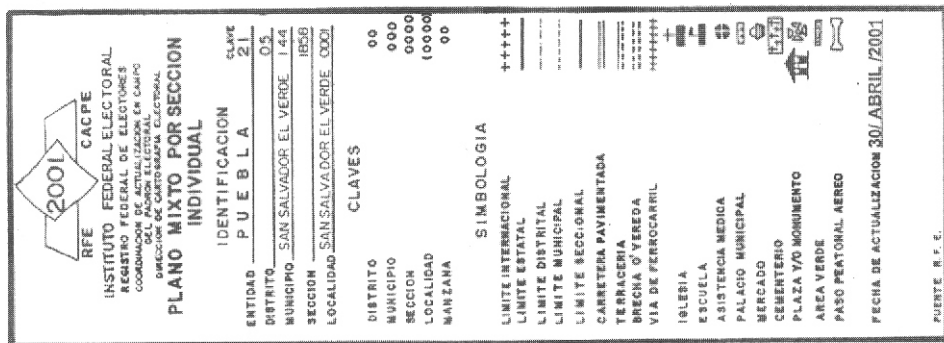 2001
RFE CACPE
INSTITUTO FEDERAL ELECTORAL
REGISTRO FEDERAL DE ELECTORES
COORDINACION DE ACTUALIZACION EN CAMPO
DEL PADRON ELECTORAL
DIRECCION DE CARTOGRAFIA ELECTORAL
PLANO MIXTO POR SECCION
INDIVIDUAL
IDENTIFICACION
CLAVE
ENTIDAD PUEBLA 21
DISTRITO 05
MUNICIPIO SAN SALVADOR EL VERDE 144
SECCION 1858
LOCALIDAD SAN SALVADOR EL VERDE 0001
CLAVES
DISTRITO 00
MUNICIPIO 000
SECCION 0000
LOCALIDAD (0000)
MANZANA 00
SIMBOLOGIA
LIMITE INTERNACIONAL
LIMITE ESTATAL
LIMITE DISTRITAL
LIMITE MUNICIPAL
LIMITE SECCIONAL
CARRETERA PAVIMENTADA
TERRACERIA
BRECHA O' VEREDA
VIA DE FERROCARRIL
IGLESIA
ESCUELA
ASISTENCIA MEDICA
PALACIO MUNICIPAL
MERCADO
CEMENTERIO
PLAZA Y/O MONUMENTO
AREA VERDE
PASO PEATONAL AEREO
FECHA DE ACTUALIZACION 30/ABRIL/2001
FUENTE R.F.E.